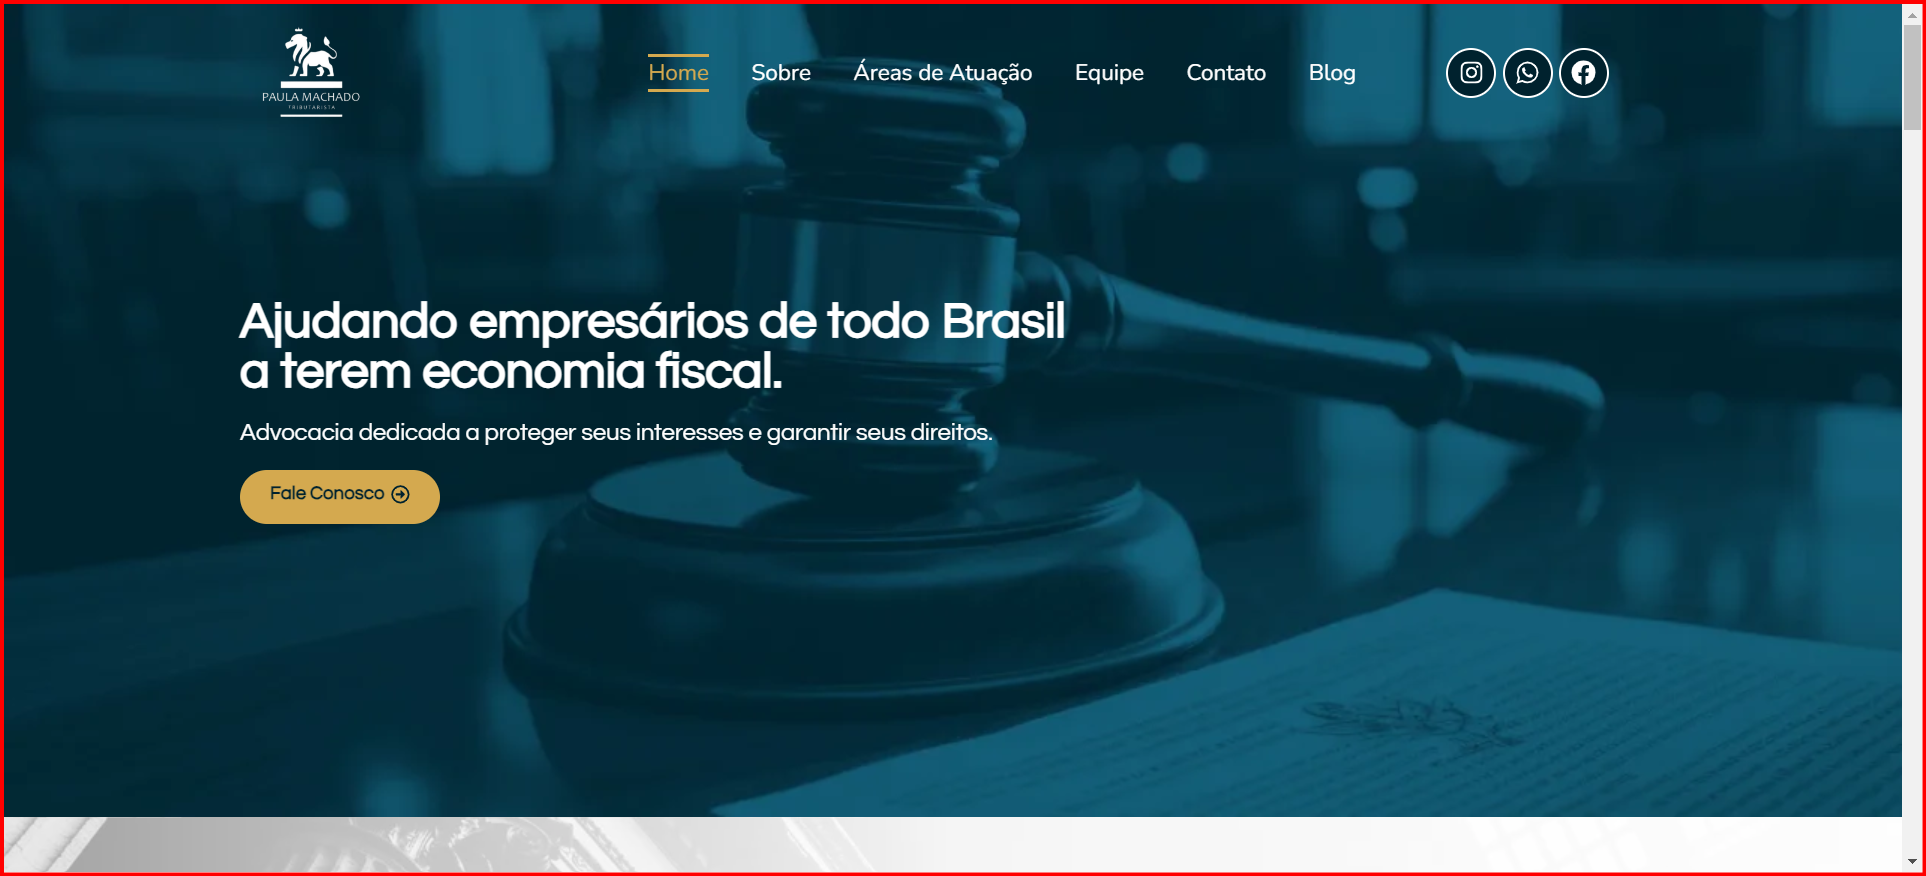 PAULA MACHADO
TRIBUTARISTA
Home
Sobre
Áreas de Atuação
Equipe
Contato
Blog
Ajudando empresários de todo Brasil
a terem economia fiscal.
Advocacia dedicada a proteger seus interesses e garantir seus direitos.
Fale Conosco